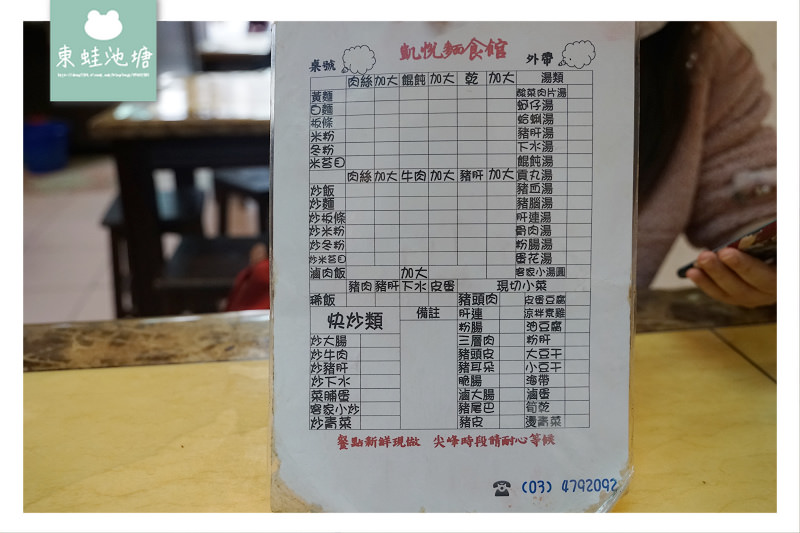 東蛙池塘
凱悅麵食館
桌號 外帶
肉絲 加大 餛飩 加大 乾 加大 湯類
黃麵 酸菜肉片湯
白麵 蚵仔湯
板條 蛤蜊湯
米粉 豬肝湯
冬粉 下水湯
米苔目 餛飩湯
肉絲 加大 牛肉 加大 豬肝 加大 貢丸湯
炒飯 豬血湯
炒麵 豬腦湯
炒板條 肝連湯
炒米粉 骨肉湯
炒冬粉 粉腸湯
炒米苔目 蛋花湯
滷肉飯 加大 客家小湯圓
豬肉 豬肝 下水 皮蛋 現切小菜
稀飯 豬頭肉 皮蛋豆腐
快炒類 備註 肝連 涼拌素雞
粉腸 油豆腐
炒大腸 三層肉 粉肝
炒牛肉 豬頭皮 大豆干
炒豬肝 豬耳朵 小豆干
炒下水 脆腸 海帶
菜脯蛋 滷大腸 滷蛋
客家小炒 豬尾巴 筍乾
炒青菜 豬皮 燙青菜
餐點新鮮現做 尖峰時段請耐心等候
☎ (03) 4792092